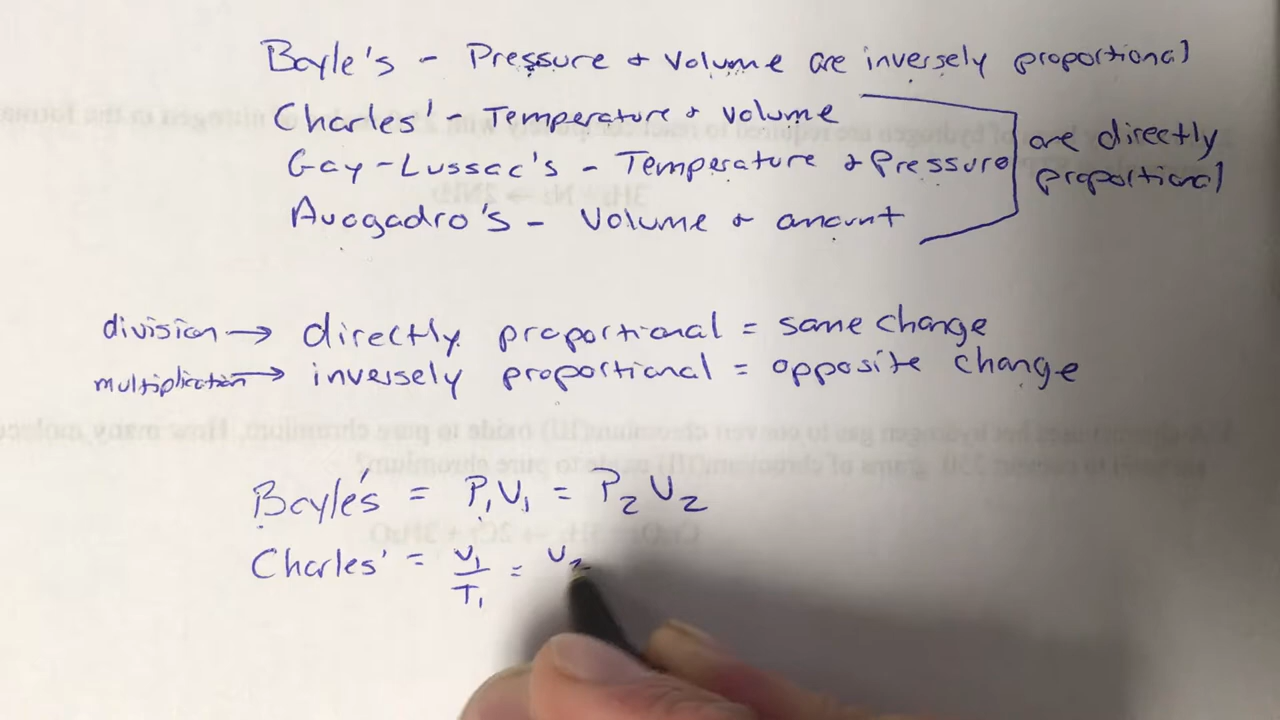 Boyle's - Pressure + Volume are inversely proportional
Charles' - Temperature + Volume
Gay-Lussac's - Temperature + Pressure
Avogadro's - Volume + amount
are directly
proportional
division → directly proportional = same change
multiplication → inversely proportional = opposite change
Boyle's = P₁V₁ = P₂V₂
Charles' = V₁/T₁ = V₂